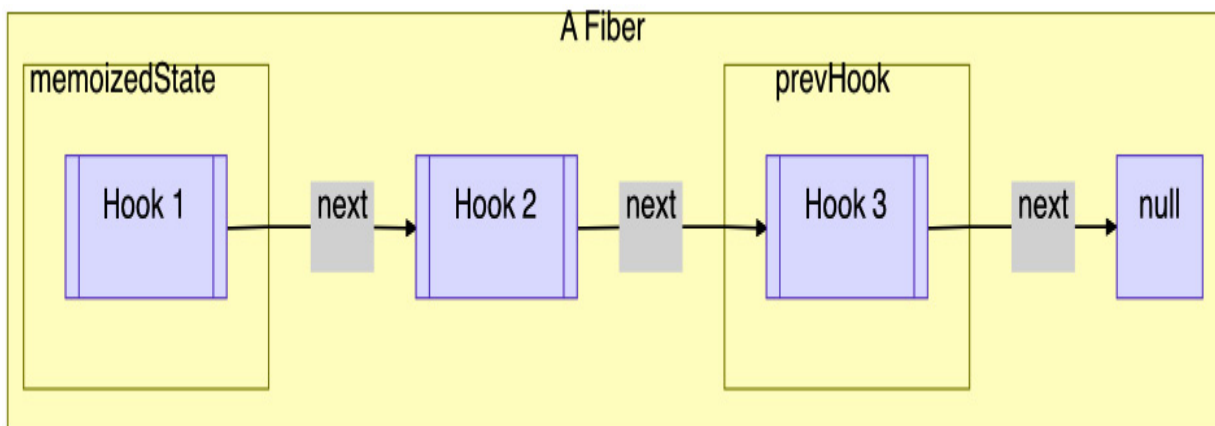 A Fiber
memoizedState
prevHook
Hook 1
next
Hook 2
next
Hook 3
next
null